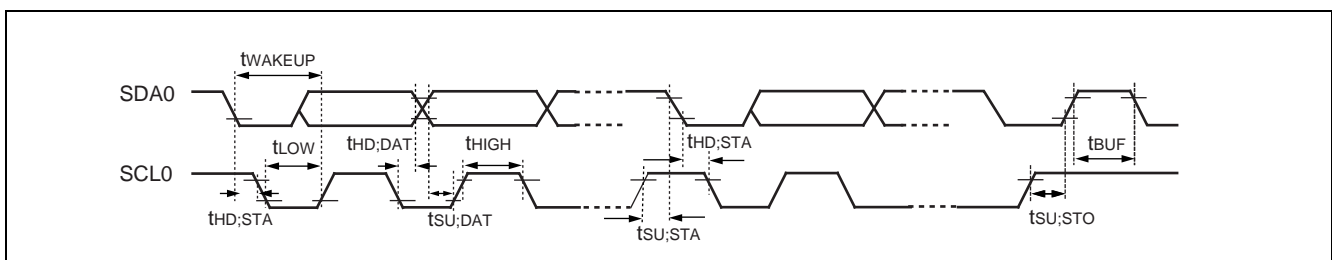 tWAKEUP
SDA0
tLOW
tHD;DAT
tHIGH
tHD;STA
tBUF
SCL0
tHD;STA
tSU;DAT
tSU;STA
tSU;STO